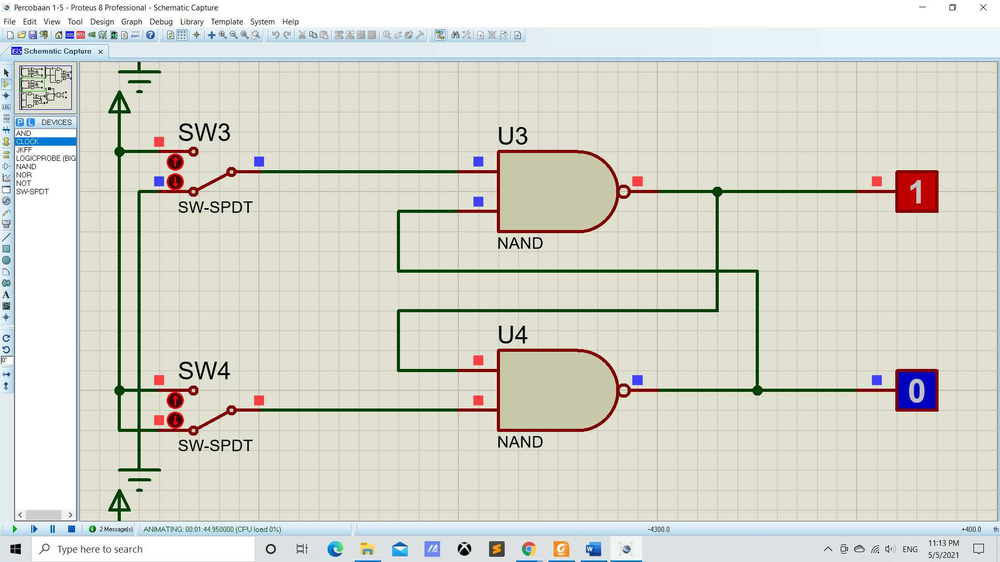 Percobaan 1-5 - Proteus 8 Professional - Schematic Capture
File Edit View Tool Design Graph Debug Library Template System Help
Schematic Capture
P L DEVICES
AND
CLOCK
JKFF
LOGICPROBE (BIG
NAND
NOR
NOT
SW-SPDT
LBL
A
S
0°
SW3
SW-SPDT
U3
NAND
1
SW4
SW-SPDT
U4
NAND
0
2 Message(s)
ANIMATING: 00:01:44.950000 (CPU load 0%)
-4300.0
+400.0
th
Type here to search
ENG
11:13 PM
5/5/2021